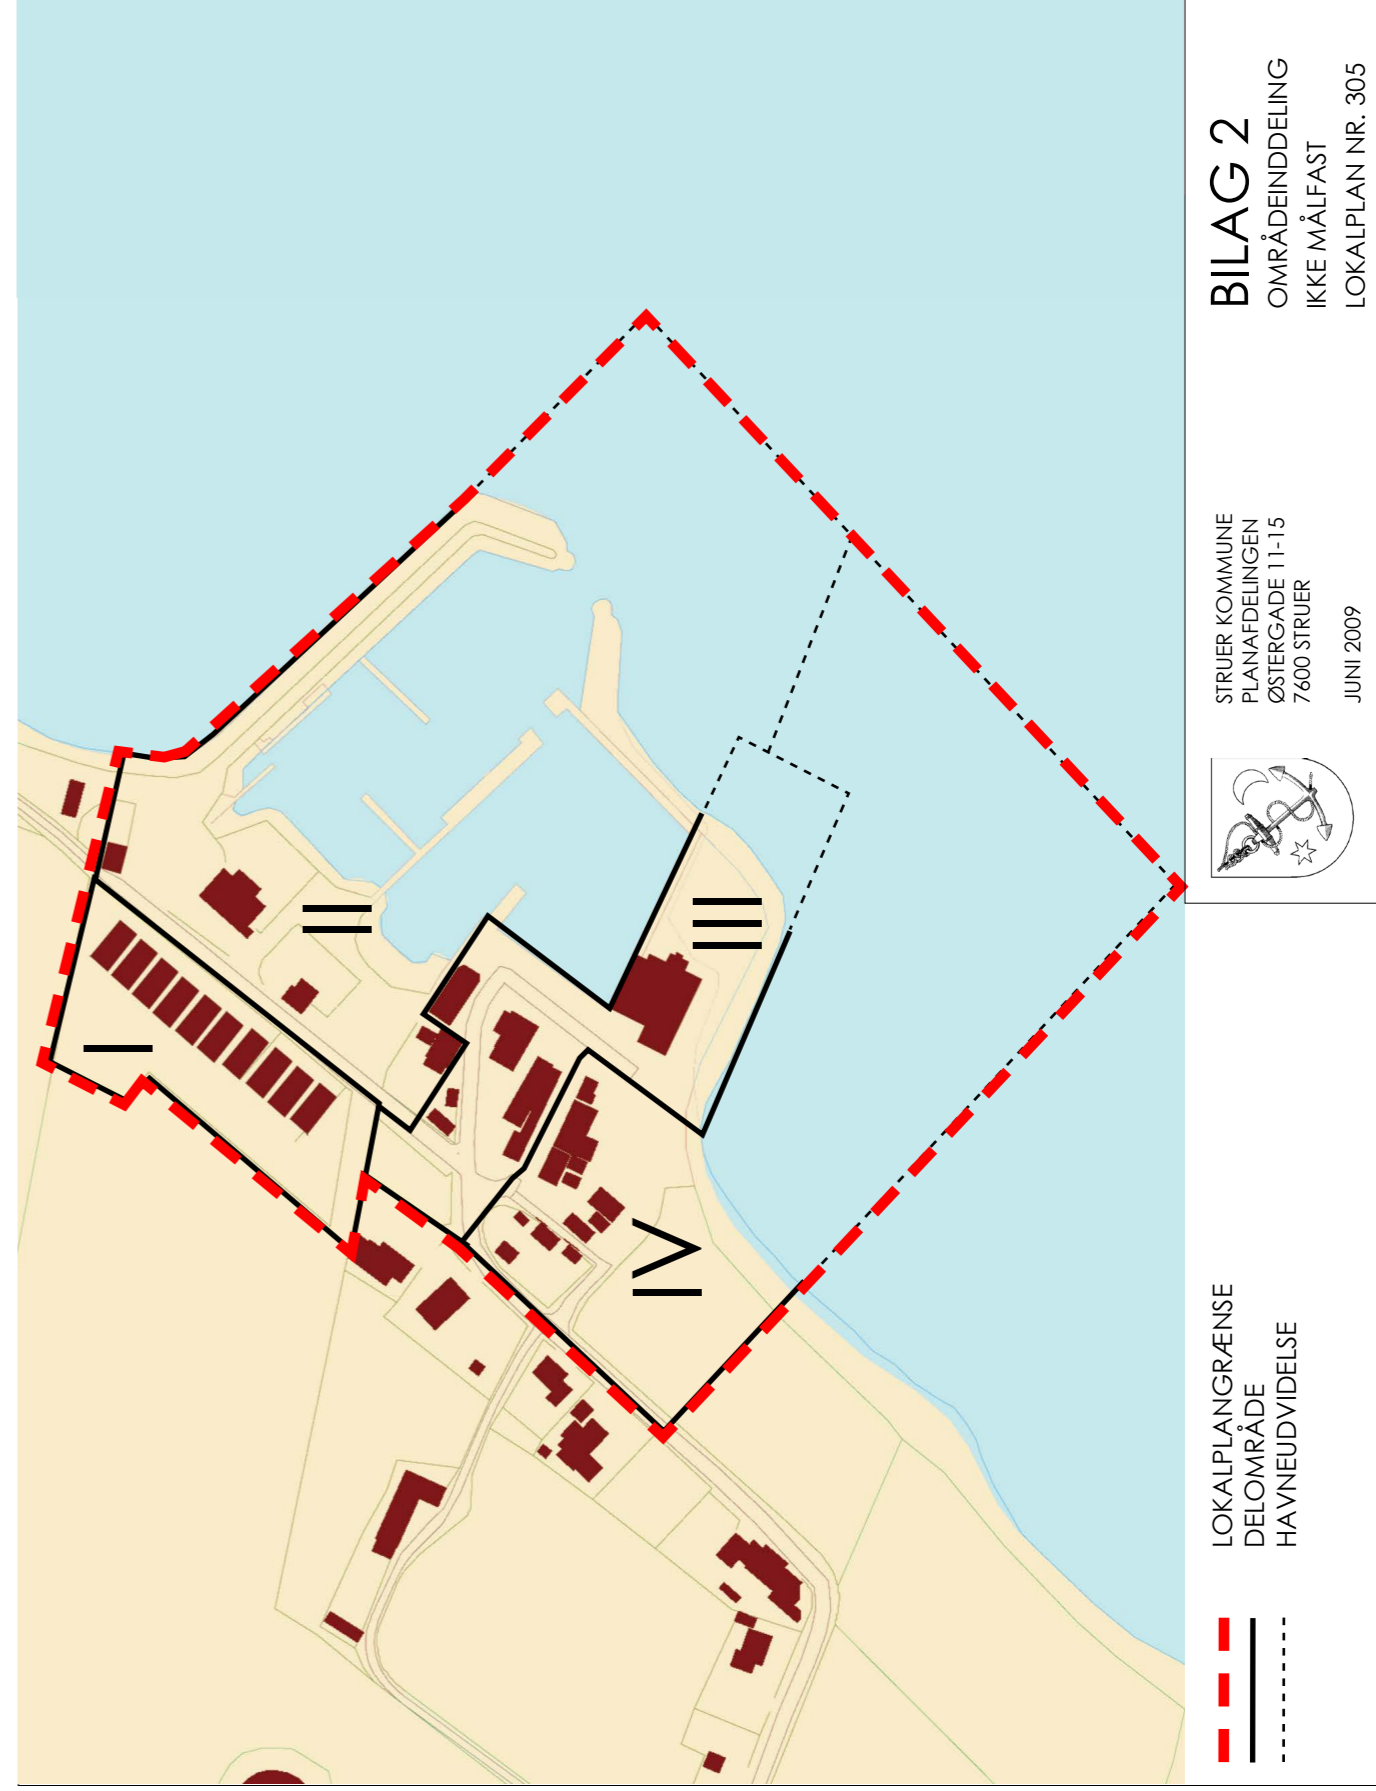 I
II
III
IV
LOKALPLANGRÆNSE
DELOMRÅDE
HAVNEUDVIDELSE
STRUER KOMMUNE
PLANAFDELINGEN
ØSTERGADE 11-15
7600 STRUER
JUNI 2009
BILAG 2
OMRÅDEINDDELING
IKKE MÅLFAST
LOKALPLAN NR. 305